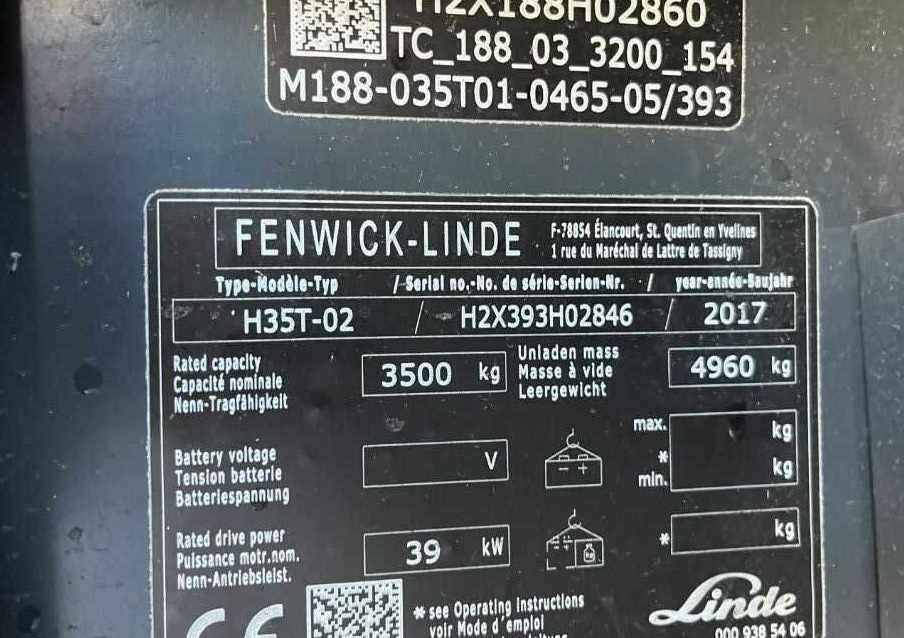 H2X188H02860
TC_188_03_3200_154
M188-035T01-0465-05/393
FENWICK-LINDE
F-78854 Élancourt, St. Quentin en Yvelines
1 rue du Maréchal de Lattre de Tassigny
Type-Modèle-Typ / Serial no.-No. de série-Serien-Nr. / year-année-Baujahr
H35T-02 / H2X393H02846 / 2017
Rated capacity
Capacité nominale
Nenn-Tragfähigkeit
3500 kg
Unladen mass
Masse à vide
Leergewicht
4960 kg
Battery voltage
Tension batterie
Batteriespannung
V
- +
max. kg
*
min. kg
Rated drive power
Puissance motr.nom.
Nenn-Antriebsleist.
39 kW
* kg
CE
* see Operating Instructions
voir Mode d'emploi
Linde
000 938 54 06